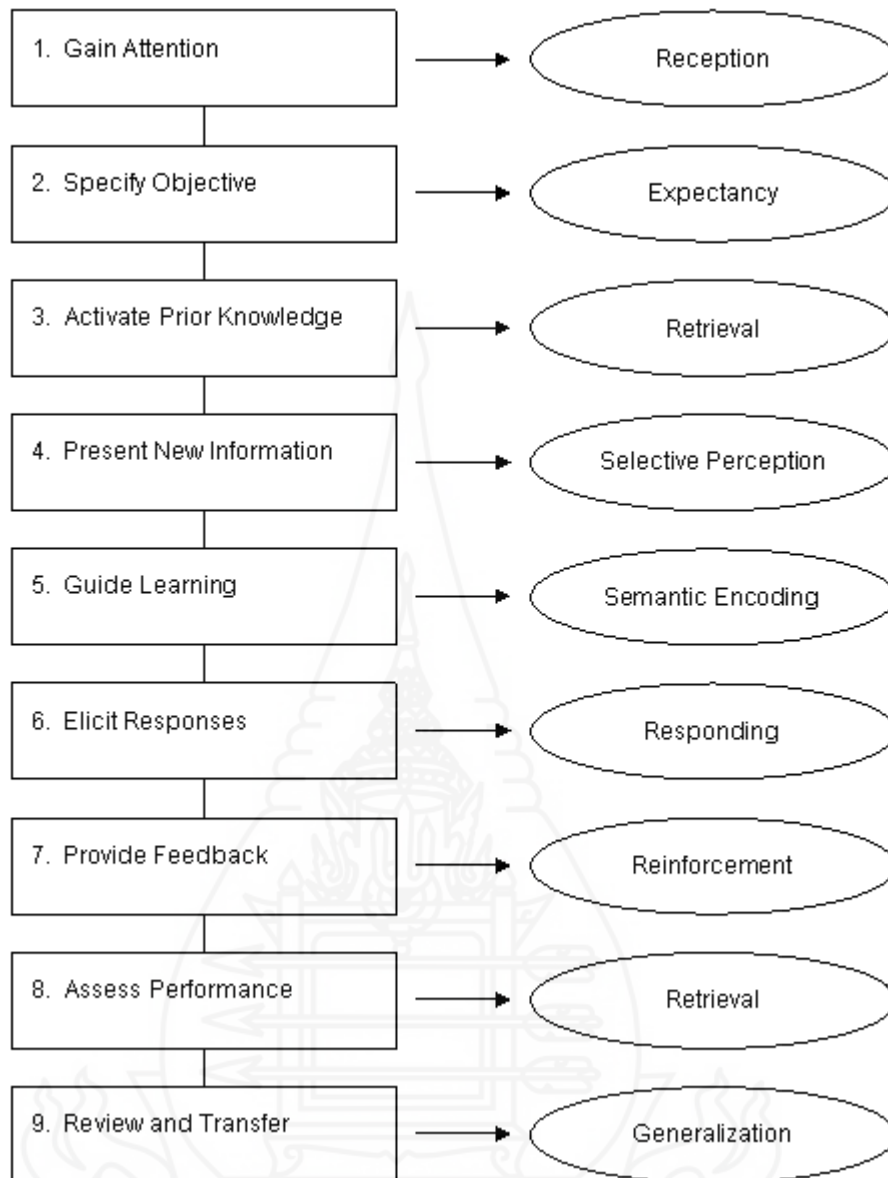 1. Gain Attention
Reception
2. Specify Objective
Expectancy
3. Activate Prior Knowledge
Retrieval
4. Present New Information
Selective Perception
5. Guide Learning
Semantic Encoding
6. Elicit Responses
Responding
7. Provide Feedback
Reinforcement
8. Assess Performance
Retrieval
9. Review and Transfer
Generalization